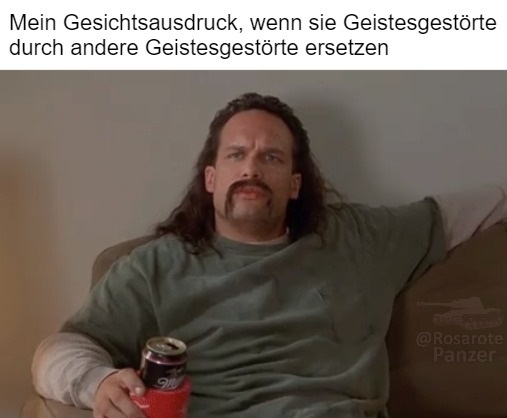 Mein Gesichtsausdruck, wenn sie Geistesgestörte
durch andere Geistesgestörte ersetzen
@Rosarote
Panzer